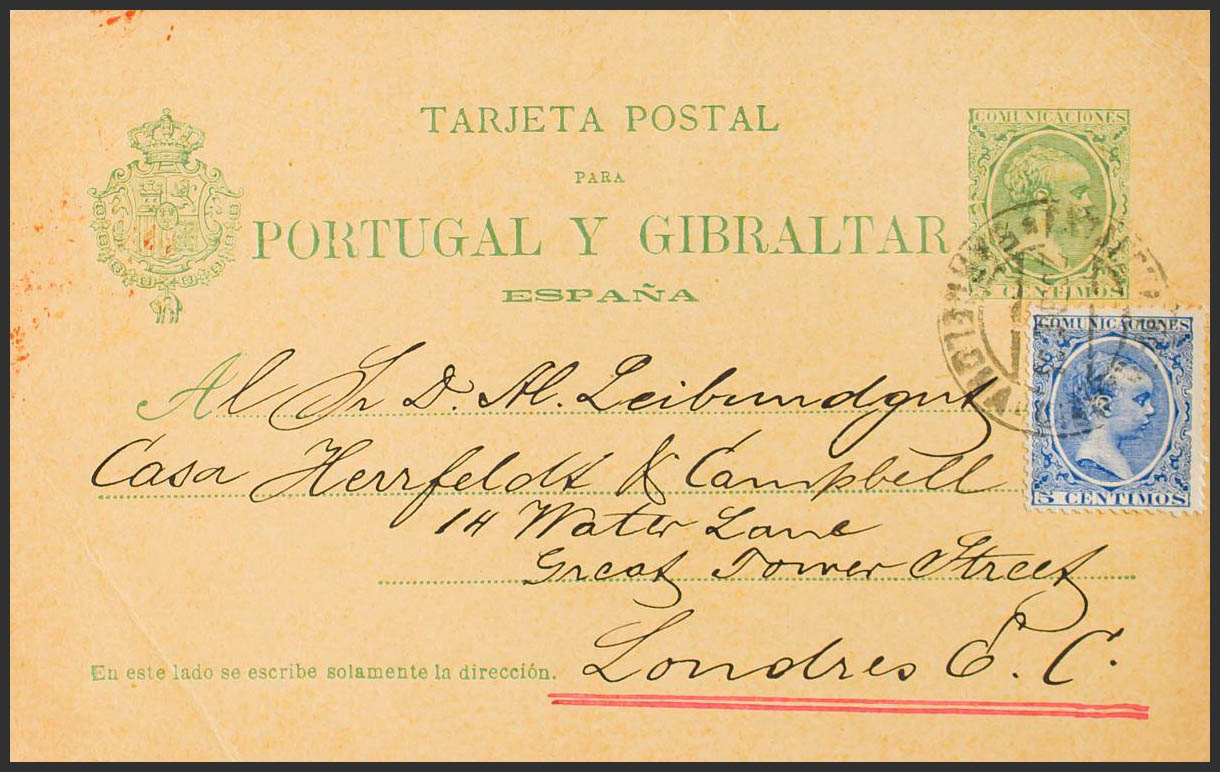 TARJETA POSTAL
PARA
PORTUGAL Y GIBRALTAR
ESPAÑA
COMUNICACIONES
5 CENTIMOS
COMUNICACIONES
5 CENTIMOS
Al Sr D. Al. Leibundgut
Casa Herrfeldt & Campbell
14 Water Lane
Great Tower Street
Londres E. C.
En este lado se escribe solamente la dirección.